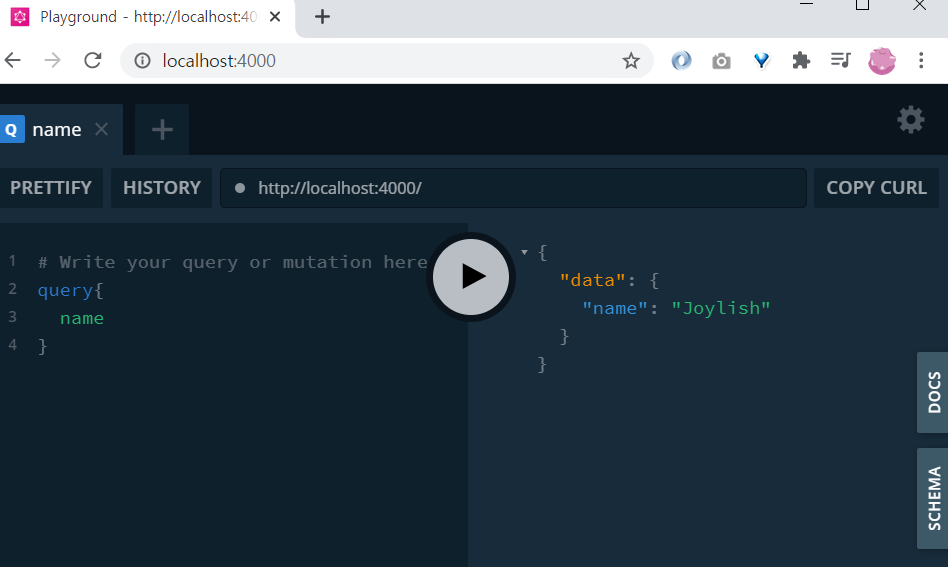 Playground - http://localhost:40
localhost:4000
Q name
PRETTIFY HISTORY http://localhost:4000/ COPY CURL
1 # Write your query or mutation here
2 query{
3 name
4 }
{
"data": {
"name": "Joylish"
}
}
DOCS
SCHEMA